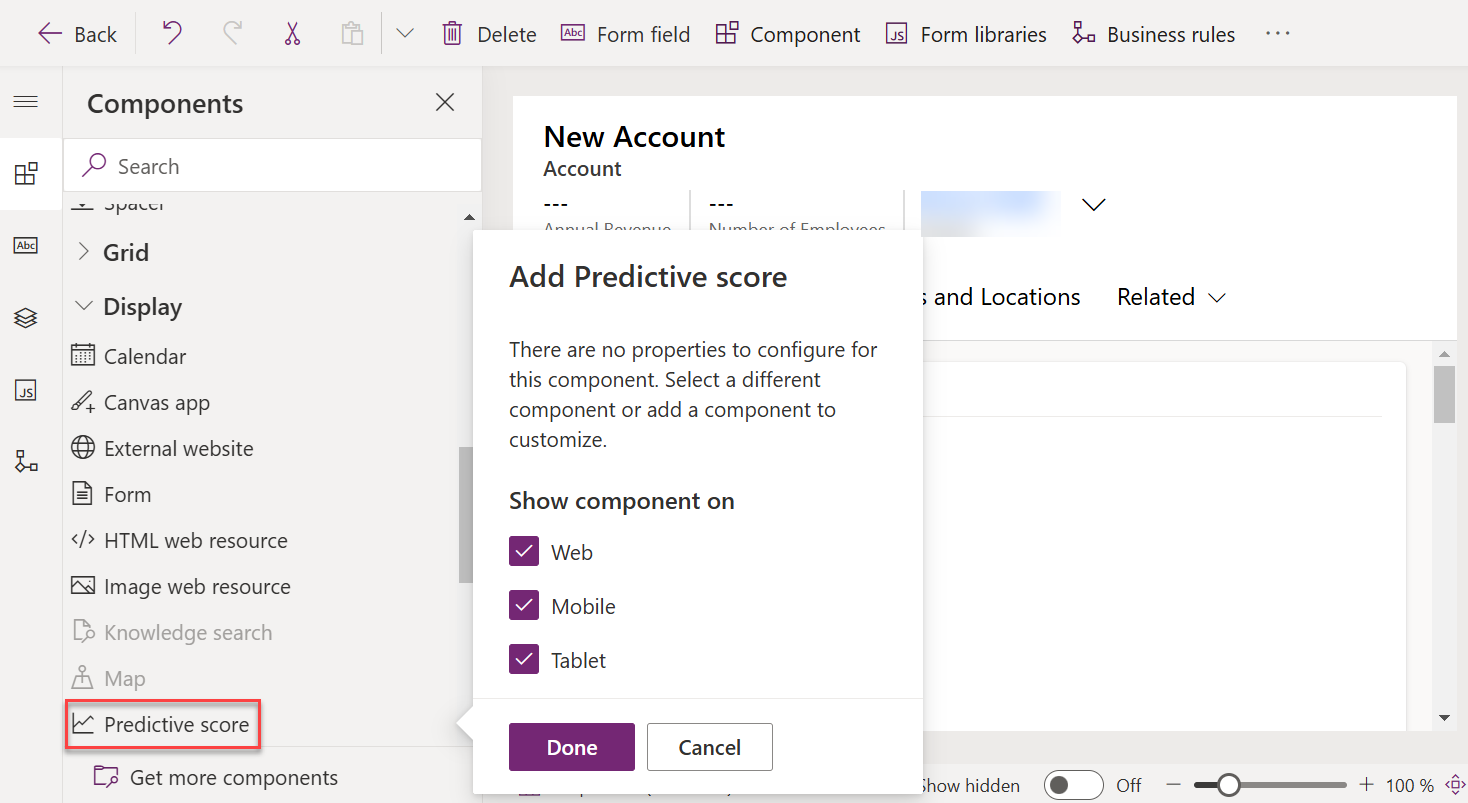 Back
Delete
Form field
Component
Form libraries
Business rules
Components
Search
Spacer
Grid
Display
Calendar
Canvas app
External website
Form
HTML web resource
Image web resource
Knowledge search
Map
Predictive score
Get more components
New Account
Account
---
---
Annual Revenue
Number of Employees
s and Locations
Related
Add Predictive score
There are no properties to configure for
this component. Select a different
component or add a component to
customize.
Show component on
Web
Mobile
Tablet
Done
Cancel
Show hidden
Off
100 %
Abc
JS
Abc
JS